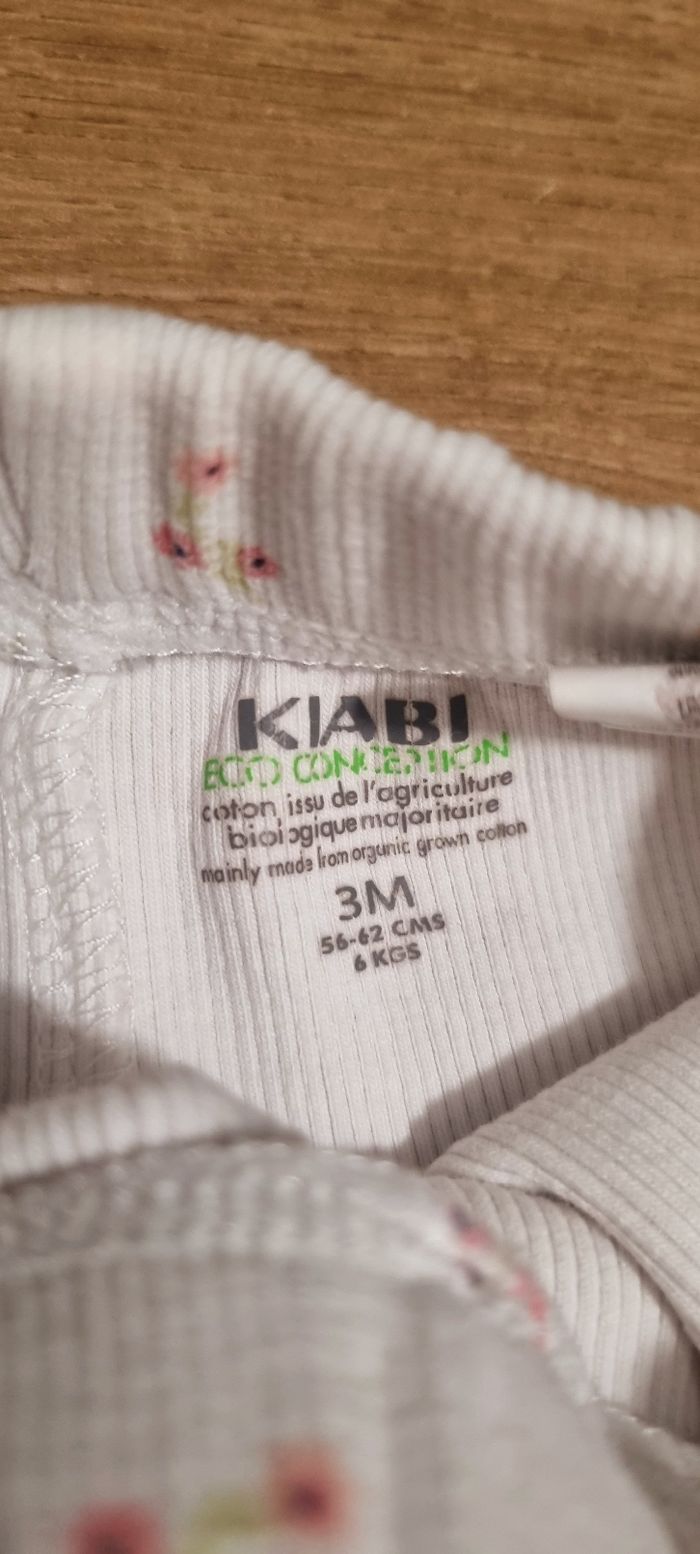 KIABI
ECO CONCEPTION
coton issu de l'agriculture
biologique majoritaire
mainly made from organic grown cotton
3M
56-62 CMS
6 KGS